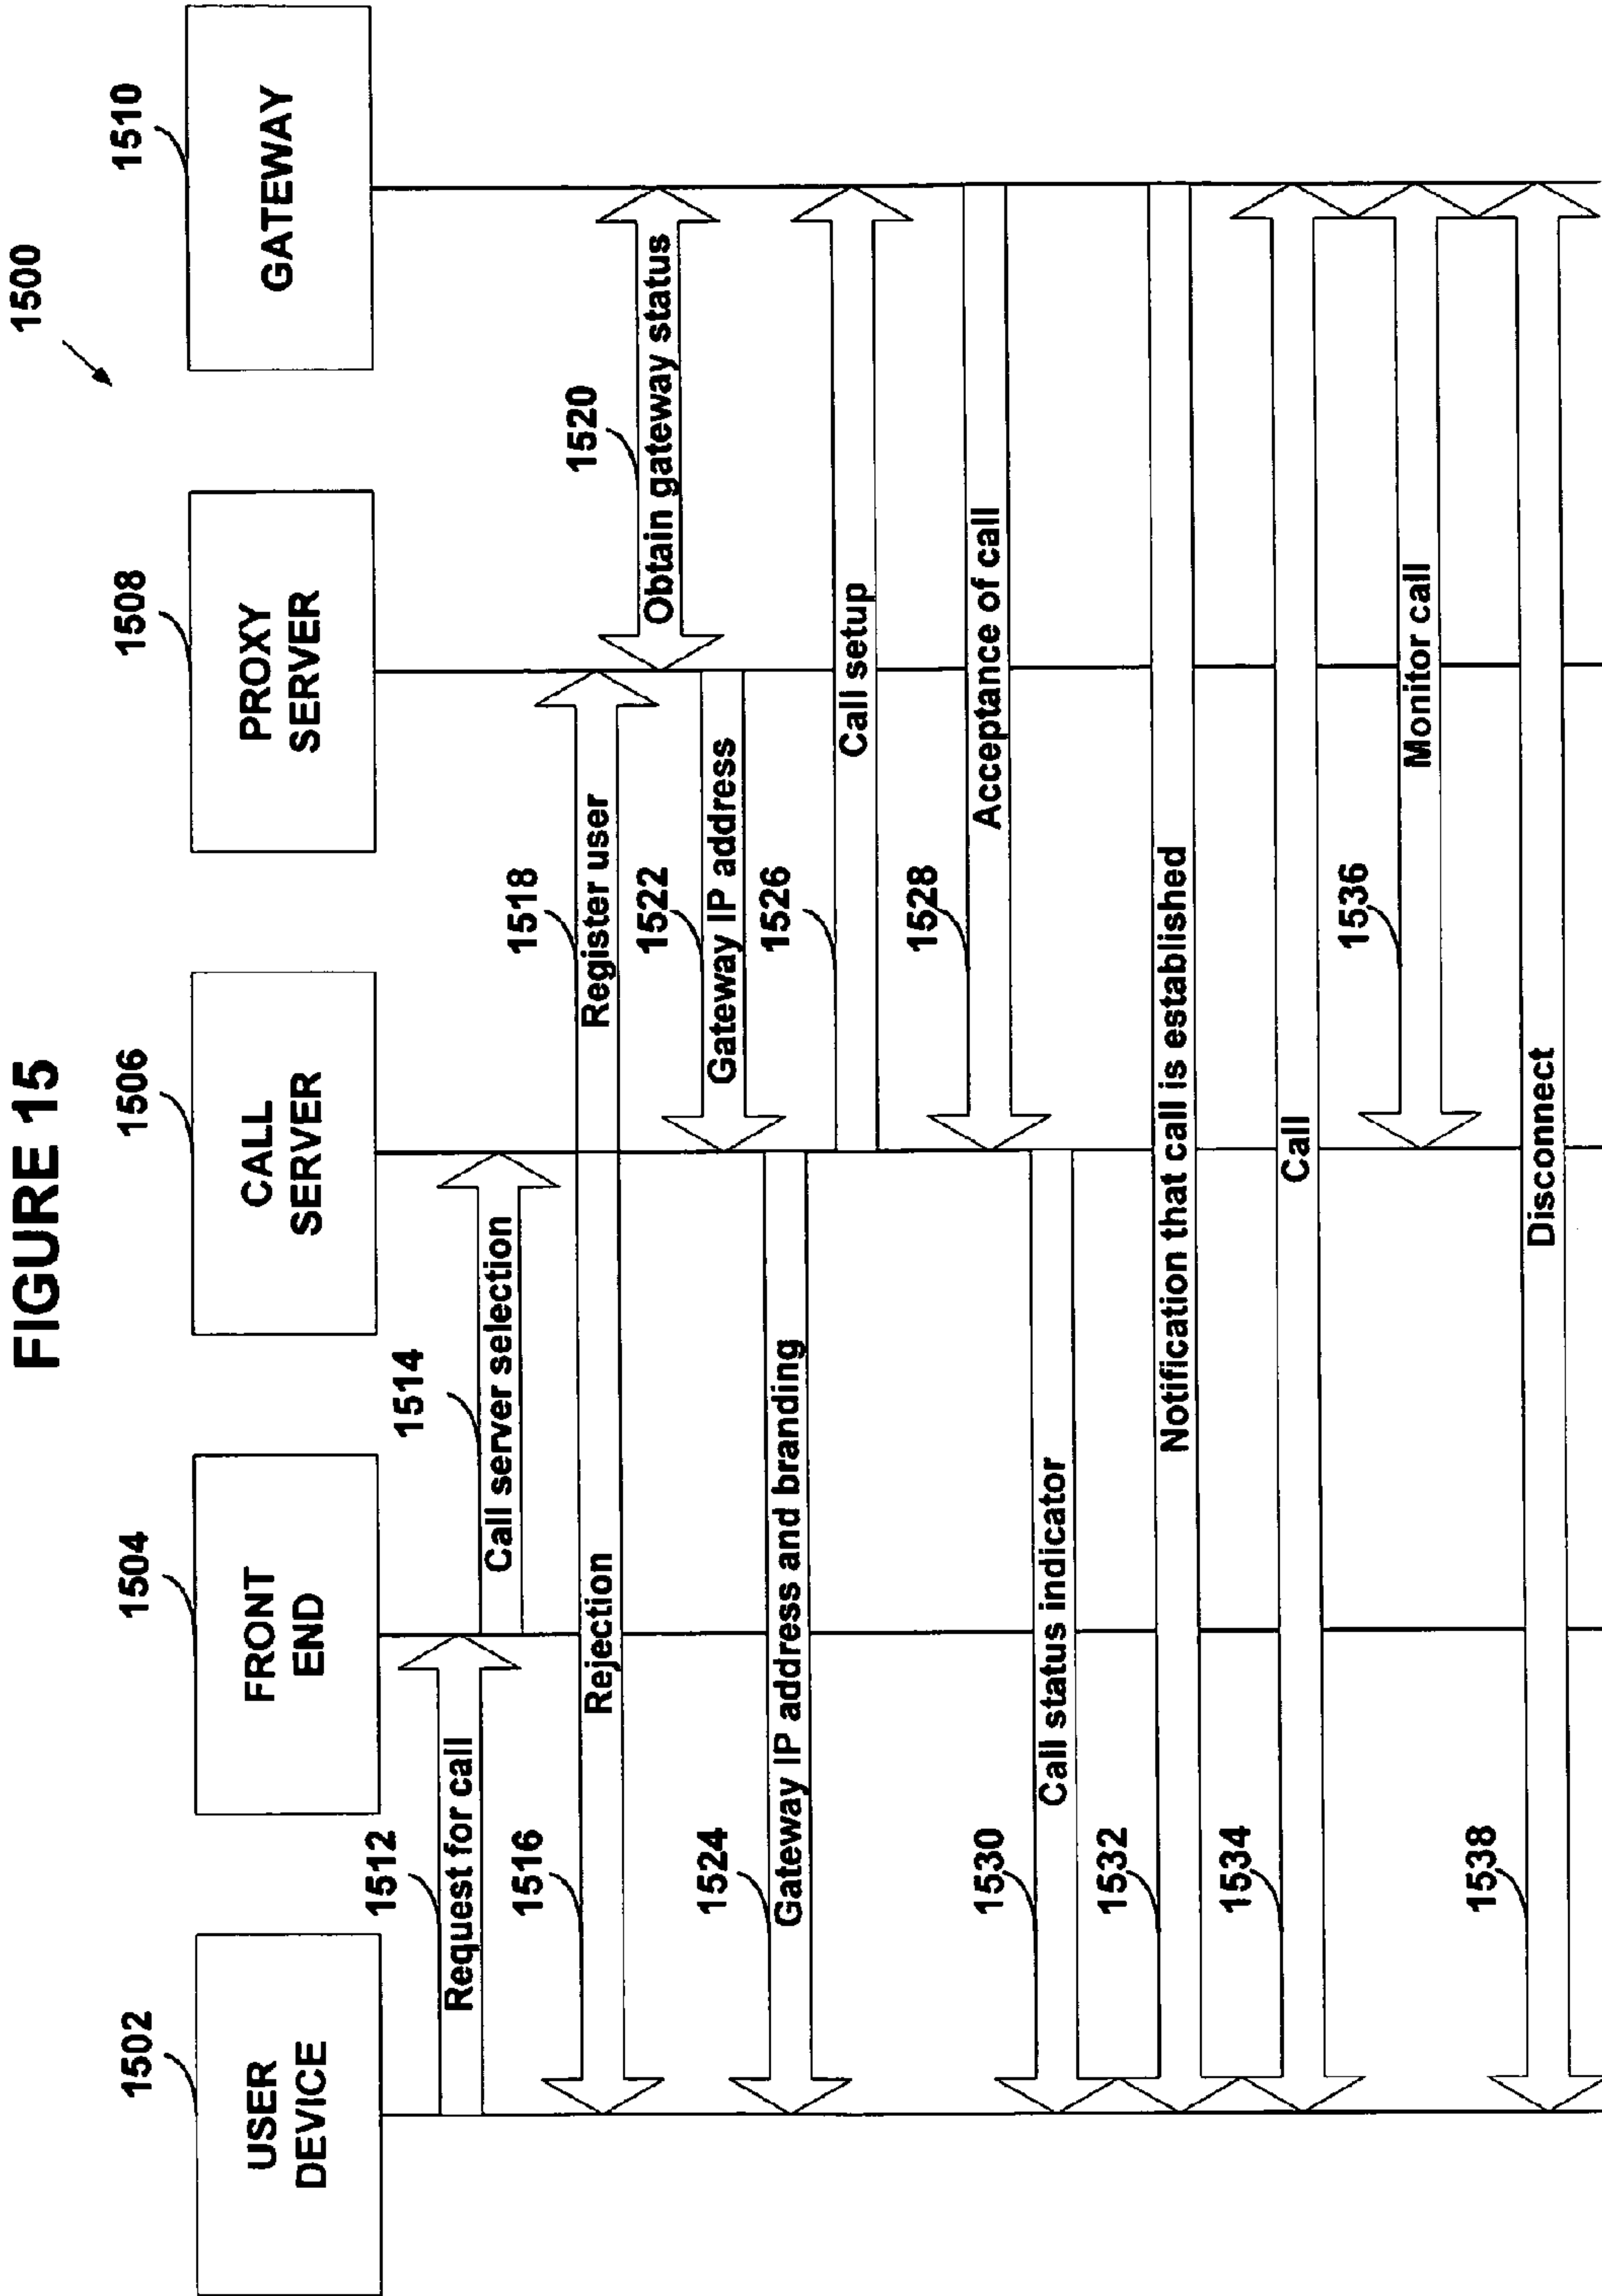 FIGURE 15
1500
1502
1504
1506
1508
1510
USER
DEVICE
FRONT
END
CALL
SERVER
PROXY
SERVER
GATEWAY
1512
Request for call
1514
Call server selection
1516
Rejection
1518
Register user
1520
Obtain gateway status
1522
Gateway IP address
1524
Gateway IP address and branding
1526
Call setup
1528
Acceptance of call
1530
Call status indicator
1532
Notification that call is established
1534
Call
1536
Monitor call
1538
Disconnect